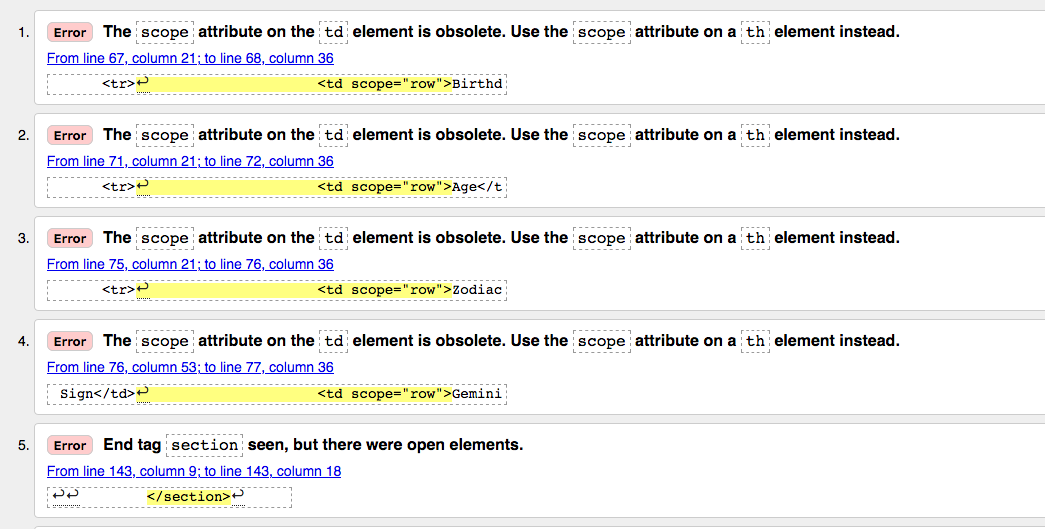 1. Error The scope attribute on the td element is obsolete. Use the scope attribute on a th element instead.
From line 67, column 21; to line 68, column 36
<tr>↩ <td scope="row">Birthd
2. Error The scope attribute on the td element is obsolete. Use the scope attribute on a th element instead.
From line 71, column 21; to line 72, column 36
<tr>↩ <td scope="row">Age</t
3. Error The scope attribute on the td element is obsolete. Use the scope attribute on a th element instead.
From line 75, column 21; to line 76, column 36
<tr>↩ <td scope="row">Zodiac
4. Error The scope attribute on the td element is obsolete. Use the scope attribute on a th element instead.
From line 76, column 53; to line 77, column 36
Sign</td>↩ <td scope="row">Gemini
5. Error End tag section seen, but there were open elements.
From line 143, column 9; to line 143, column 18
↩↩ </section>↩